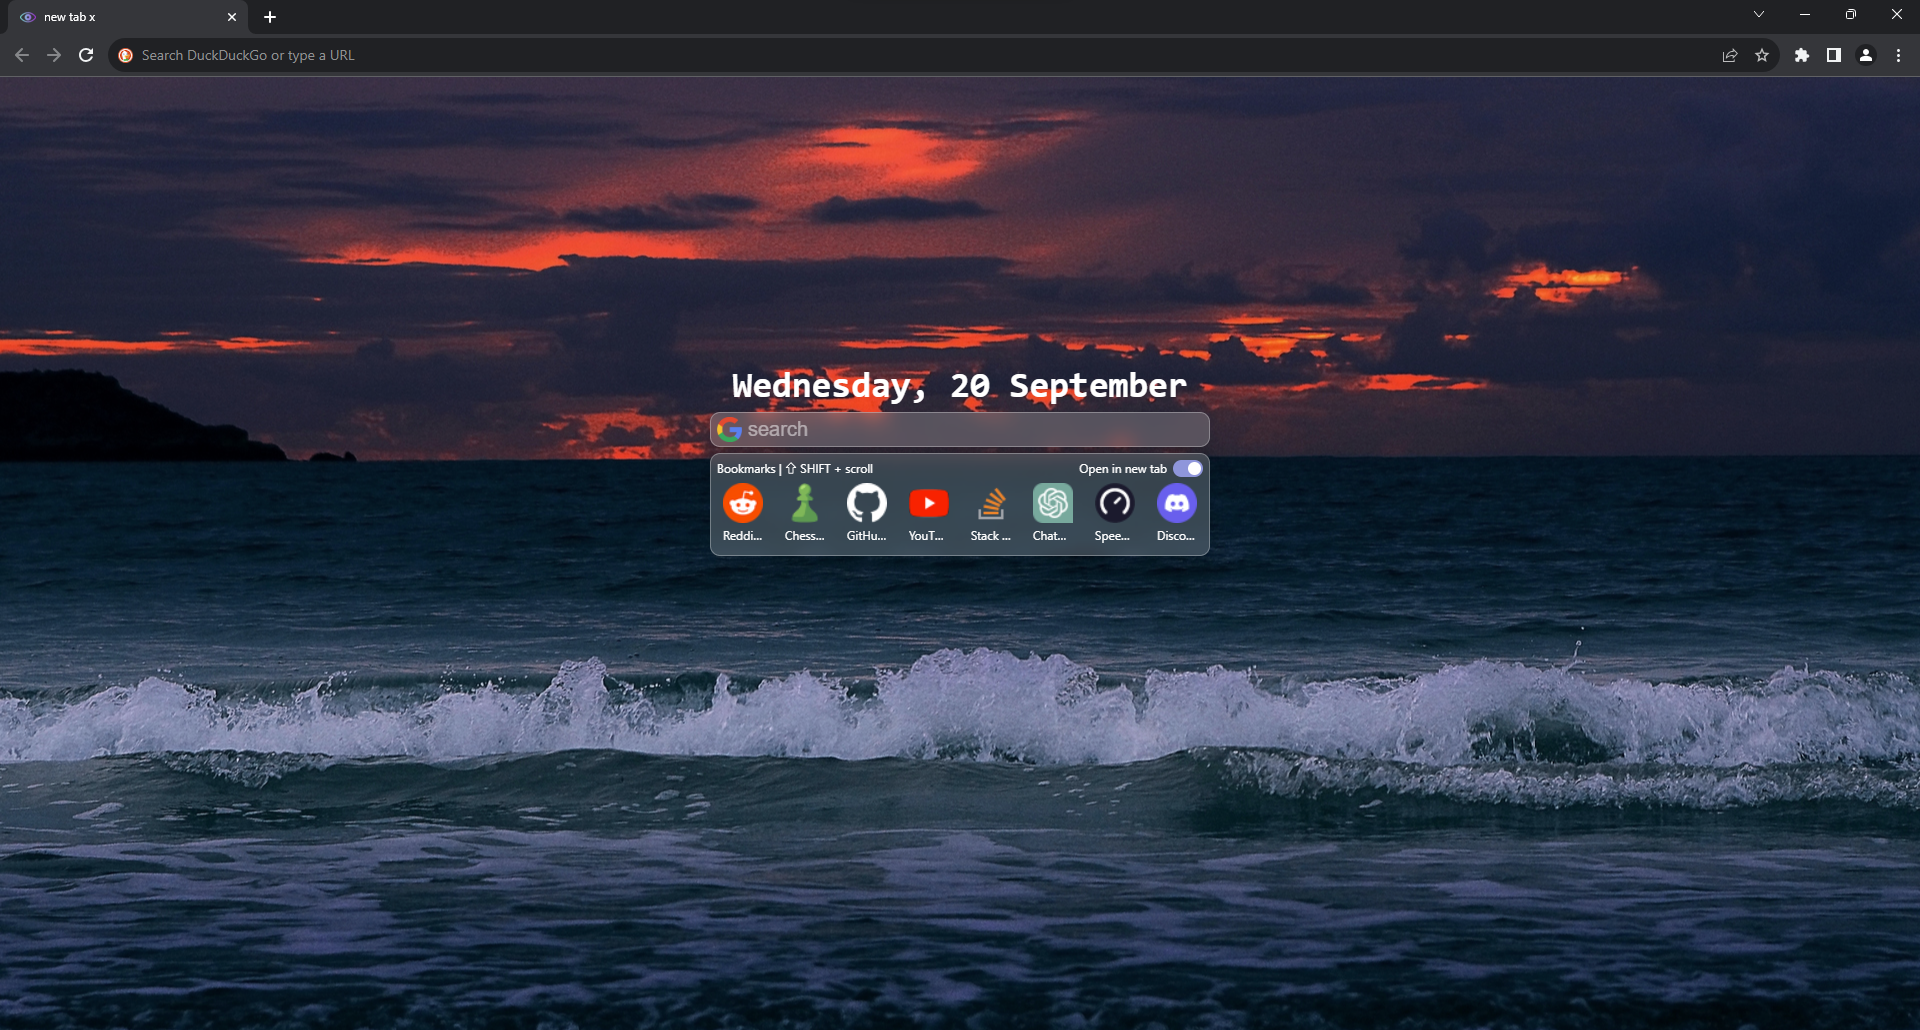 new tab x
Search DuckDuckGo or type a URL
Wednesday, 20 September
search
Bookmarks | ⇧ SHIFT + scroll
Open in new tab
Reddi...
Chess...
GitHu...
YouT...
Stack ...
Chat...
Spee...
Disco...